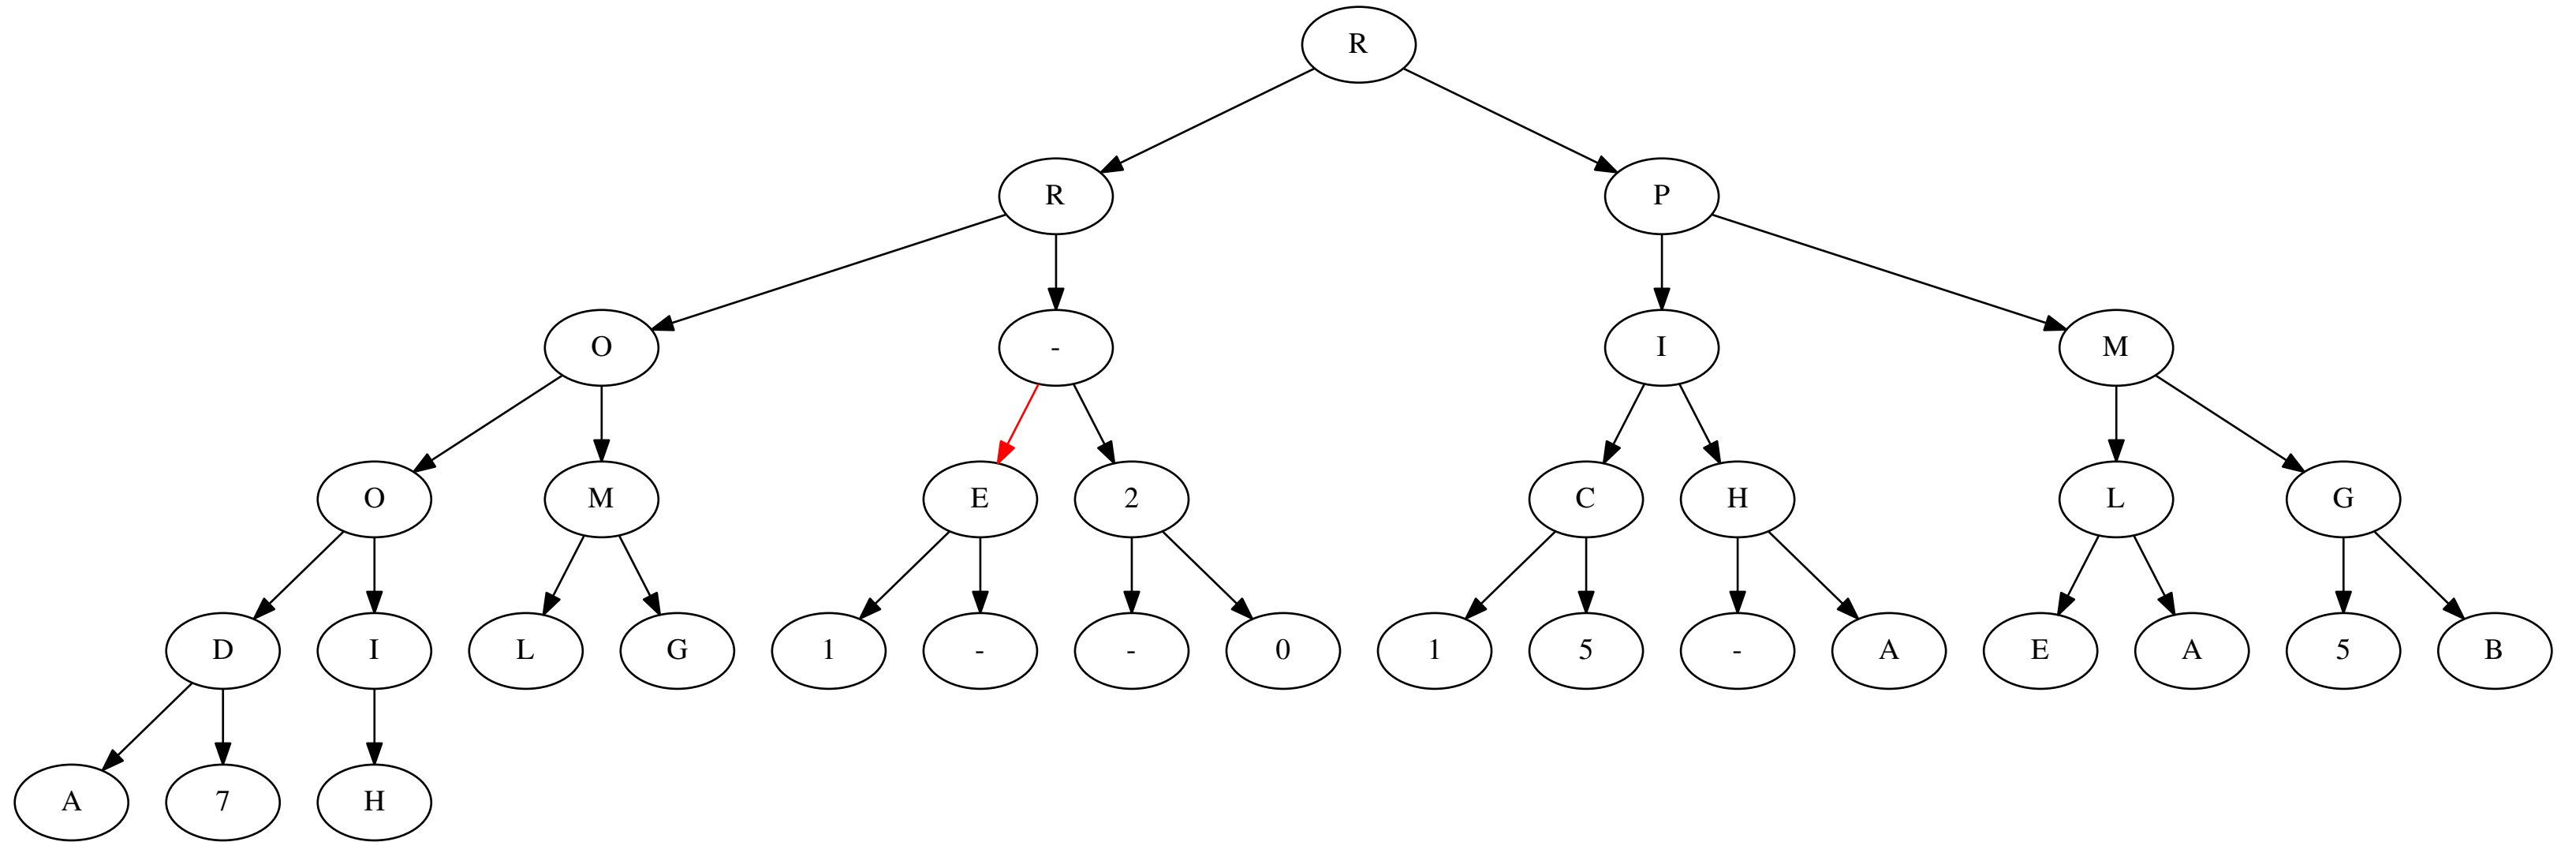 R
R P
O - I M
O M E 2 C H L G
D I L G 1 - - 0 1 5 - A E A 5 B
A 7 H